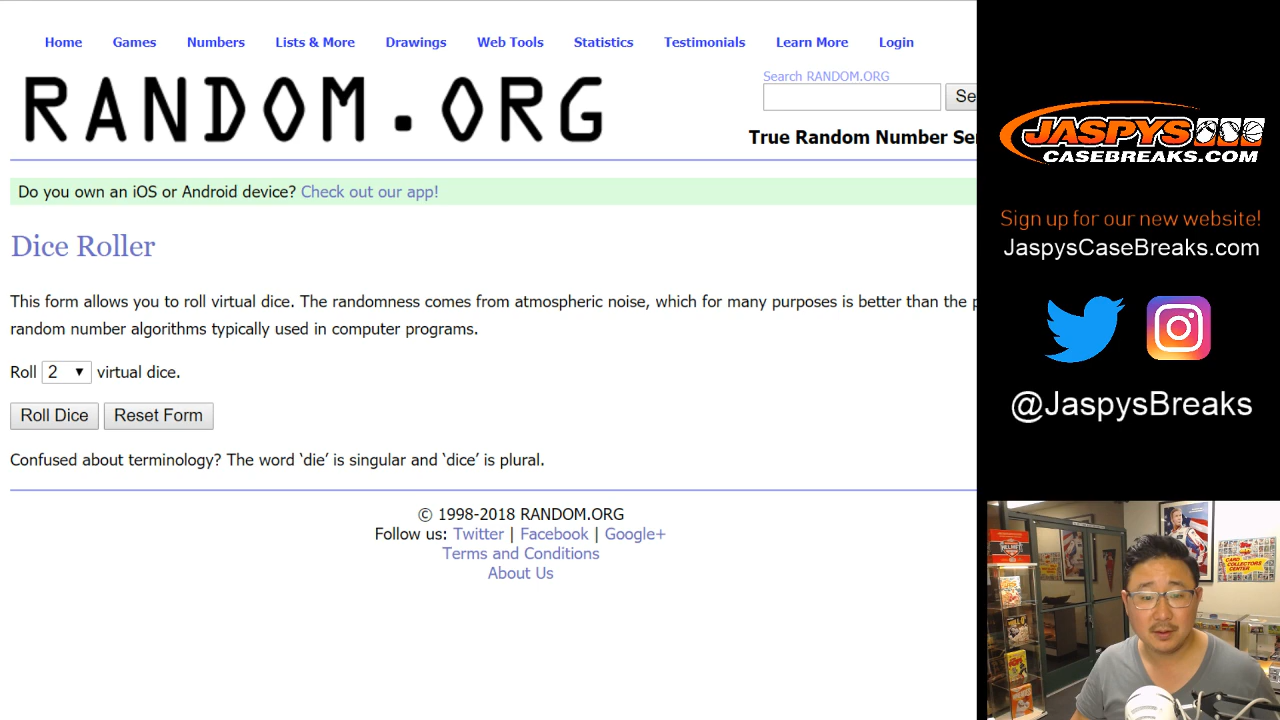 Home Games Numbers Lists & More Drawings Web Tools Statistics Testimonials Learn More Login
RANDOM.ORG
Search RANDOM.ORG
Se
True Random Number Se
Do you own an iOS or Android device? Check out our app!
Dice Roller
This form allows you to roll virtual dice. The randomness comes from atmospheric noise, which for many purposes is better than the p
random number algorithms typically used in computer programs.
Roll 2 virtual dice.
Roll Dice Reset Form
Confused about terminology? The word ‘die’ is singular and ‘dice’ is plural.
© 1998-2018 RANDOM.ORG
Follow us: Twitter | Facebook | Google+
Terms and Conditions
About Us
JASPYS
CASEBREAKS.COM
Sign up for our new website!
JaspysCaseBreaks.com
@JaspysBreaks
CARD
COLLECTORS
CENTER